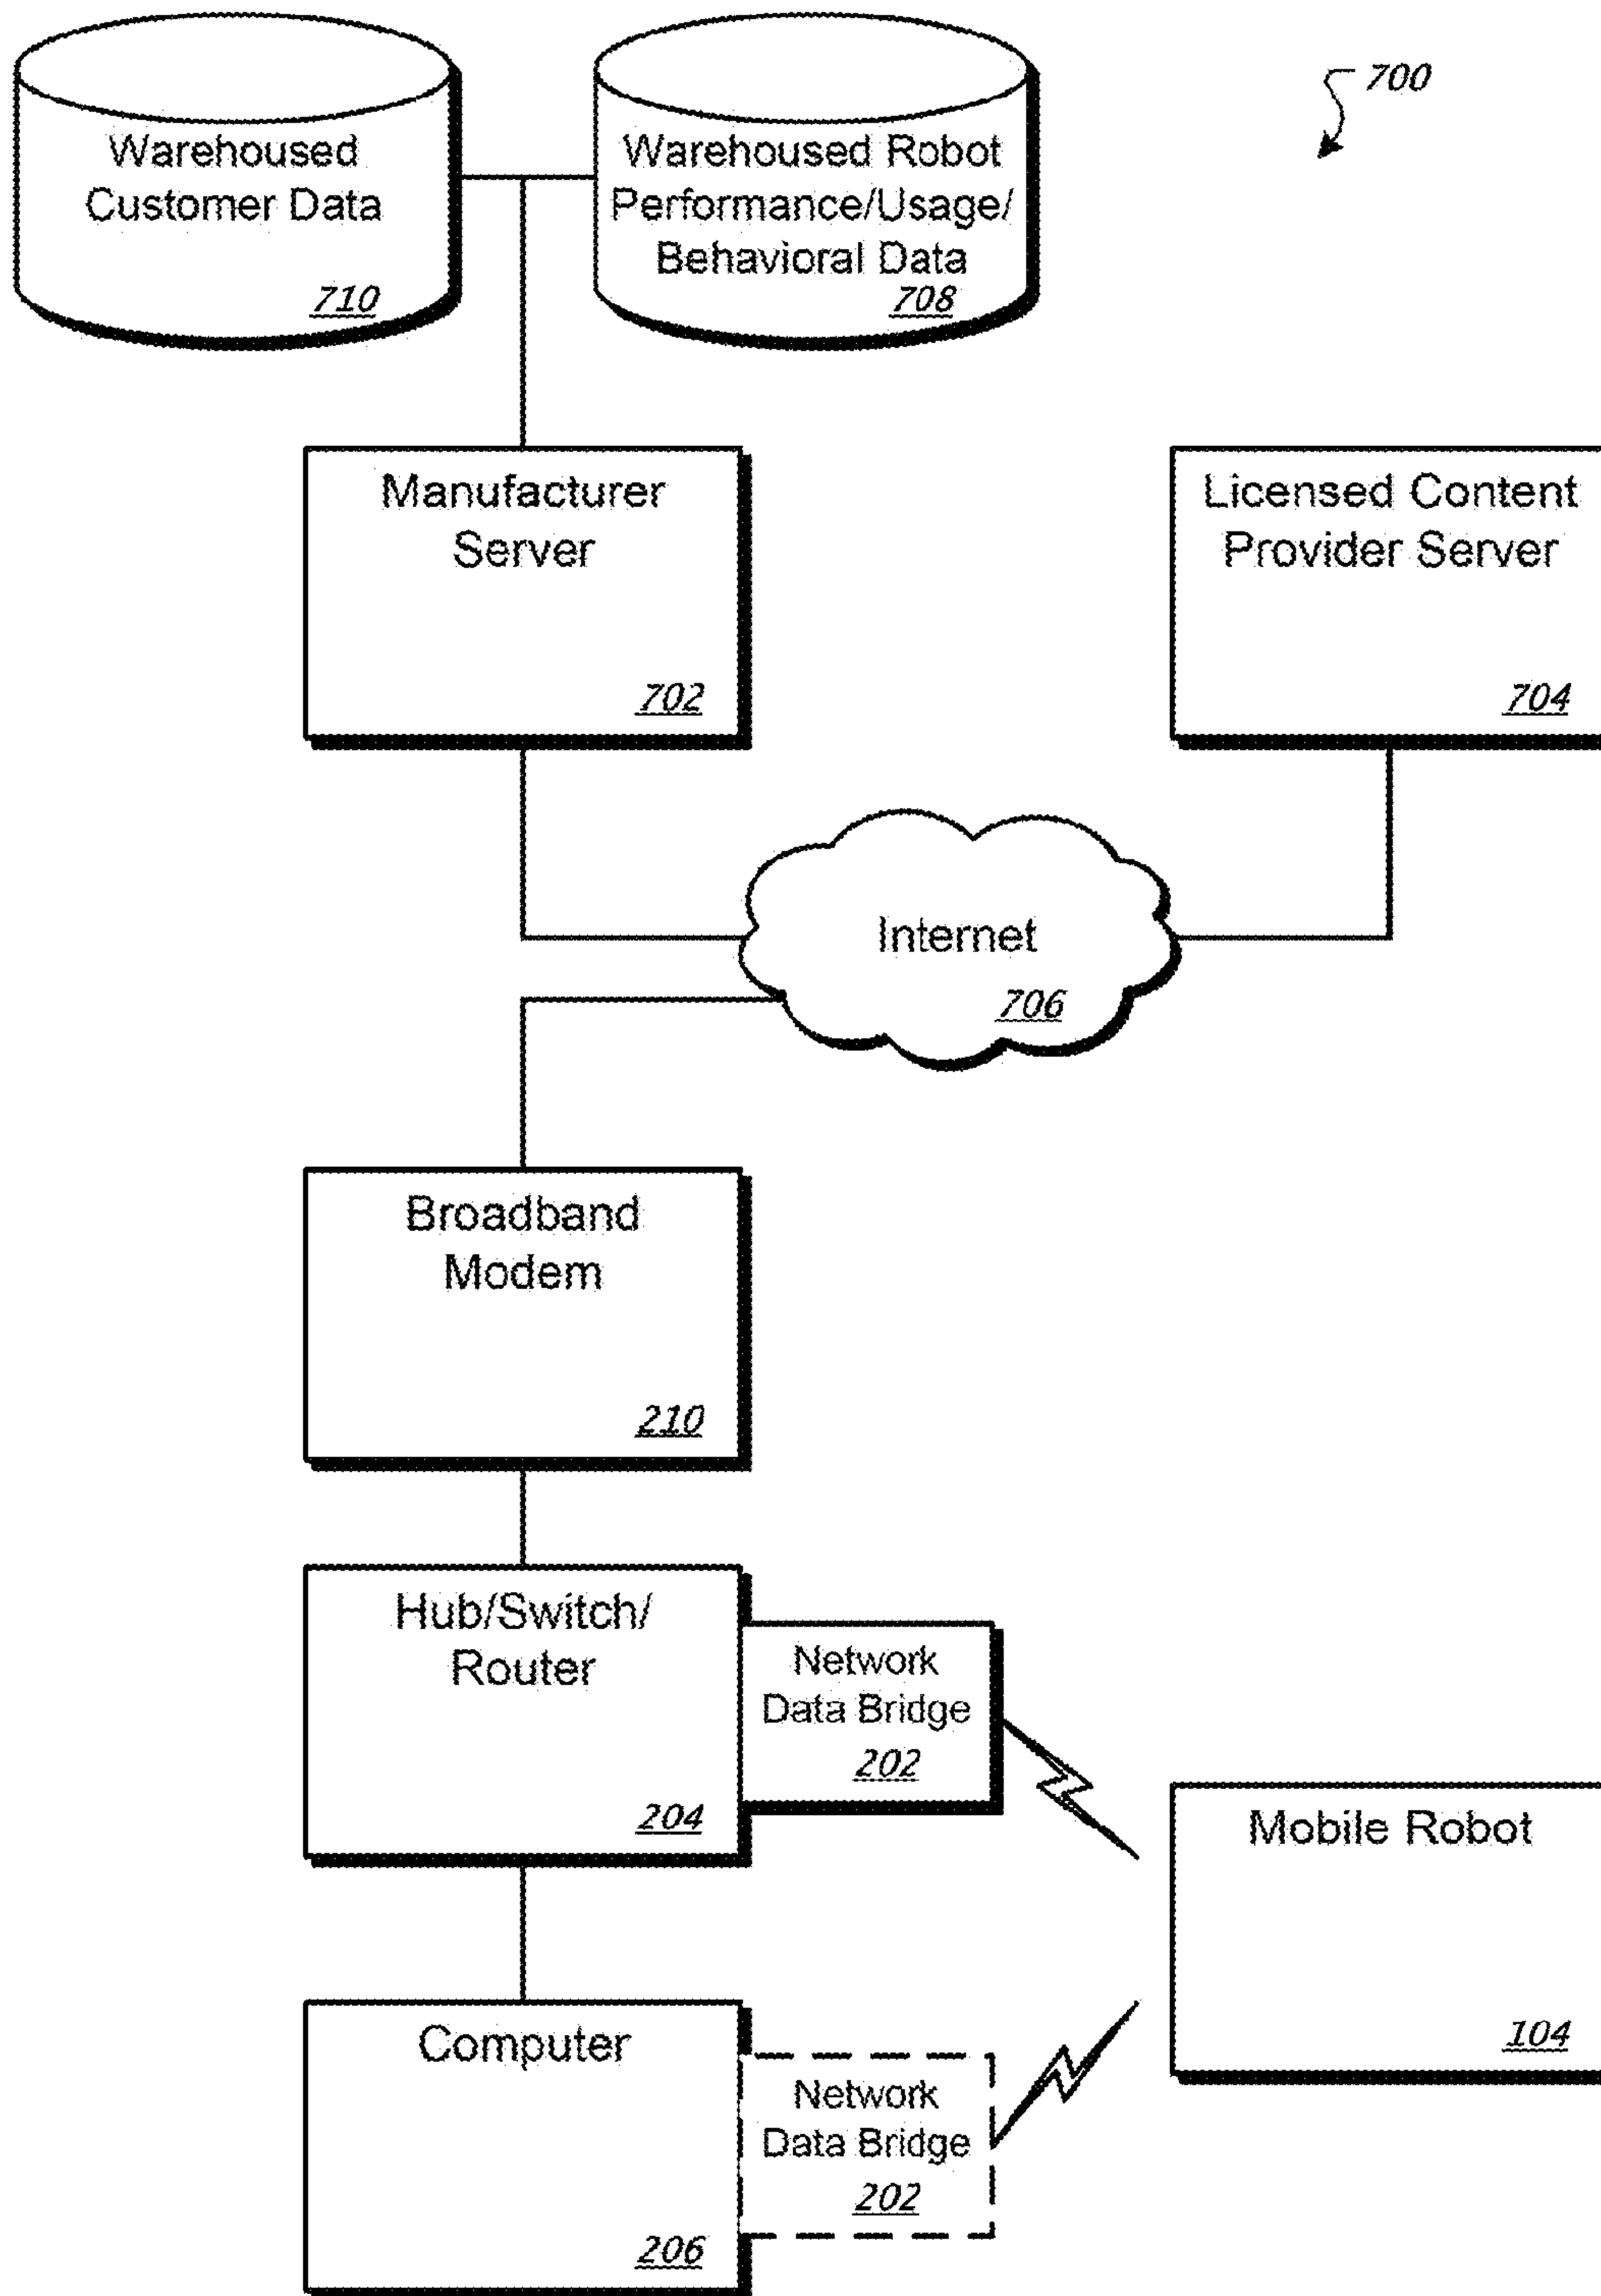 Warehoused
Customer Data
710
Warehoused Robot
Performance/Usage/
Behavioral Data
708
700
Manufacturer
Server
702
Licensed Content
Provider Server
704
Internet
706
Broadband
Modem
210
Hub/Switch/
Router
204
Network
Data Bridge
202
Mobile Robot
104
Computer
206
Network
Data Bridge
202